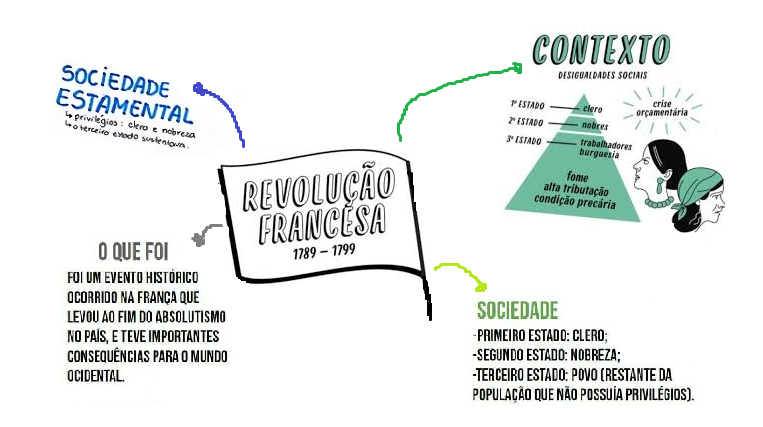 SOCIEDADE
ESTAMENTAL
↳ privilégios: clero e nobreza
↳ o terceiro estado sustentava.
CONTEXTO
DESIGUALDADES SOCIAIS
1º ESTADO
clero
2º ESTADO
nobres
3º ESTADO
trabalhadores
burguesia
fome
alta tributação
condição precária
crise
orçamentária
REVOLUÇÃO
FRANCESA
1789 – 1799
O QUE FOI
FOI UM EVENTO HISTÓRICO
OCORRIDO NA FRANÇA QUE
LEVOU AO FIM DO ABSOLUTISMO
NO PAÍS, E TEVE IMPORTANTES
CONSEQUÊNCIAS PARA O MUNDO
OCIDENTAL.
SOCIEDADE
-PRIMEIRO ESTADO: CLERO;
-SEGUNDO ESTADO: NOBREZA;
-TERCEIRO ESTADO: POVO (RESTANTE DA
POPULAÇÃO QUE NÃO POSSUÍA PRIVILÉGIOS).